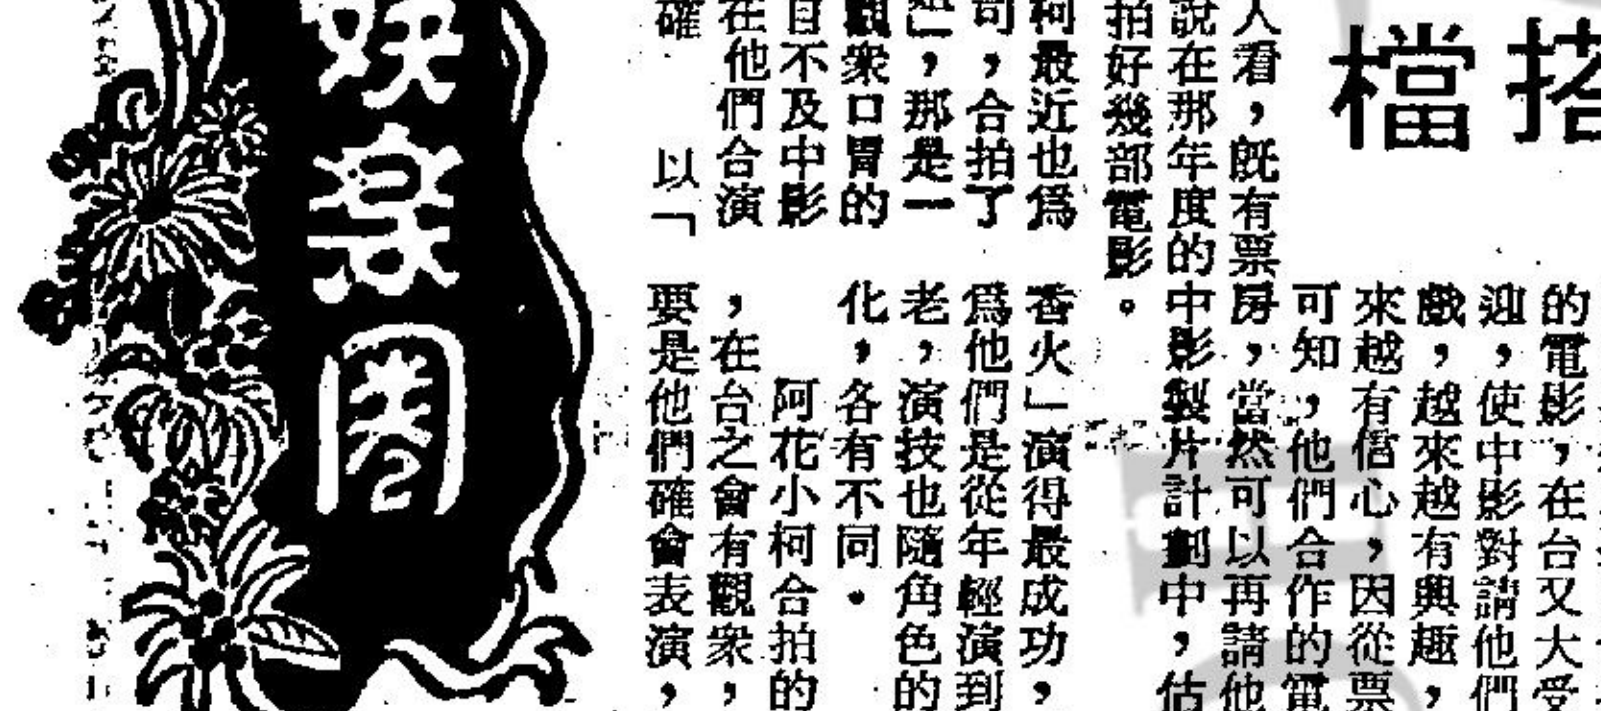 搭檔
的電影，在台又大受
迎，使中影對請他們
戲，越來越有興趣，
來越有信心，因從票
可知，他們合作的電
人看，既有票房，當然可以再請他
說在那年度的中影製片計劃中，估
拍好幾部電影。
柯最近也爲
司，合拍了
」，那是一
觀衆口胃的
目不及中影
在他們合演
確　以「
香火」演得最成功，
爲他們是從年輕演到
老，演技也隨角色的
化，各有不同。
阿花小柯合拍的
，在台之會有觀衆，
要是他們確會表演，
娛樂圈